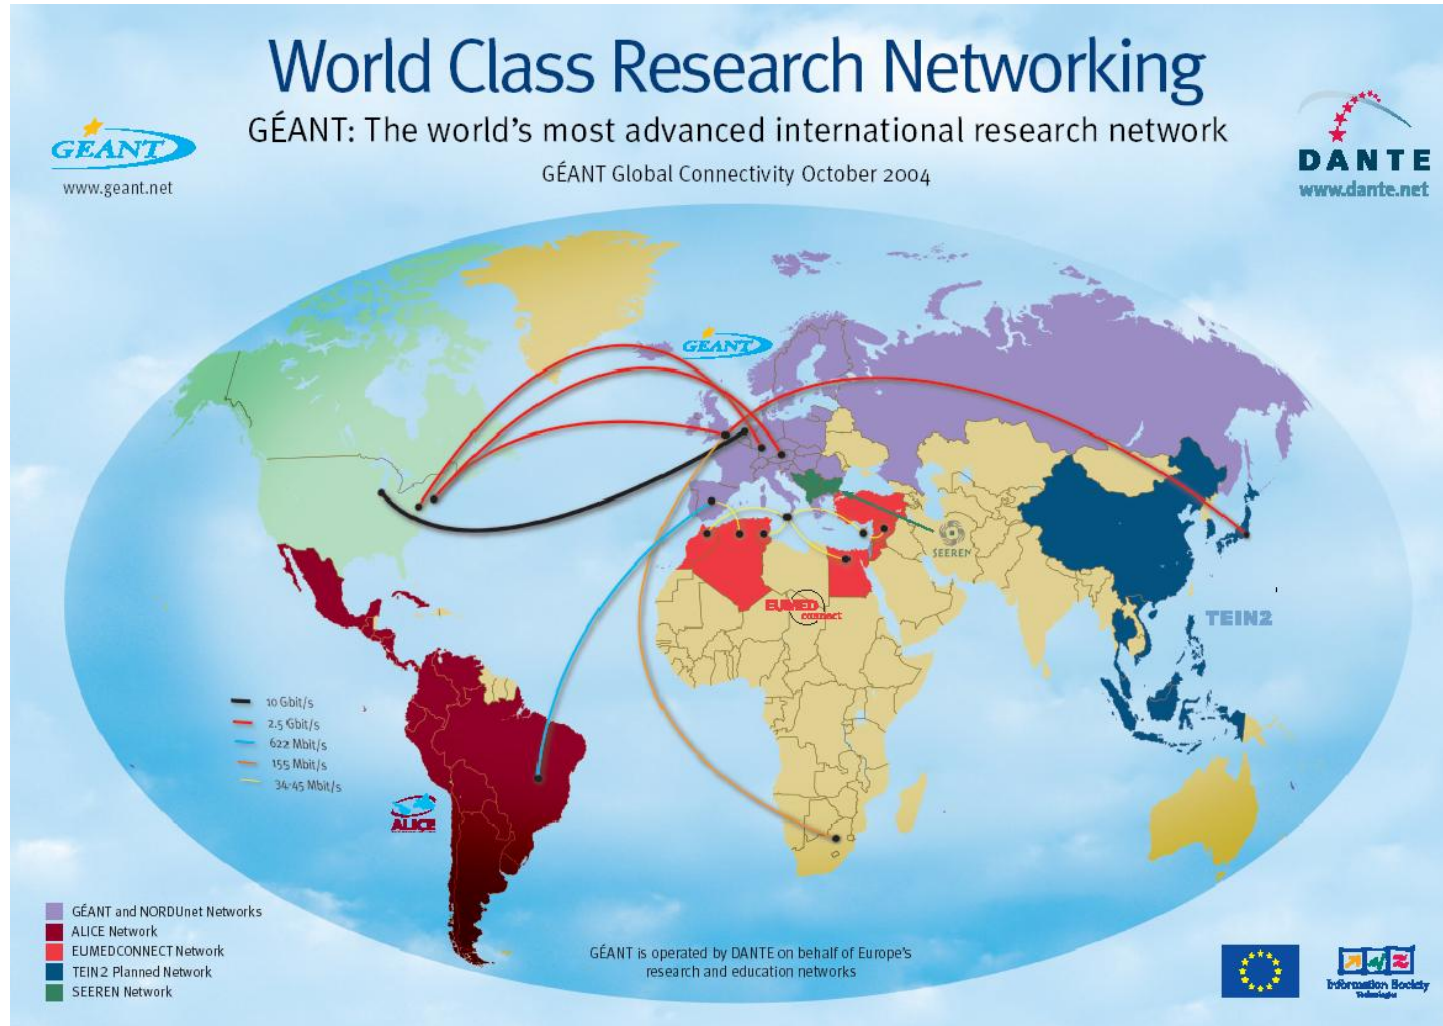 World Class Research Networking
GÉANT: The world's most advanced international research network
GÉANT Global Connectivity October 2004
GÉANT
www.geant.net
DANTE
www.dante.net
GÉANT
SEEREN
EUMED
connect
TEIN2
10 Gbit/s
2.5 Gbit/s
622 Mbit/s
155 Mbit/s
34-45 Mbit/s
ALICE
GÉANT and NORDUnet Networks
ALICE Network
EUMEDCONNECT Network
TEIN2 Planned Network
SEEREN Network
GÉANT is operated by DANTE on behalf of Europe's
research and education networks
Information Society
Technologies